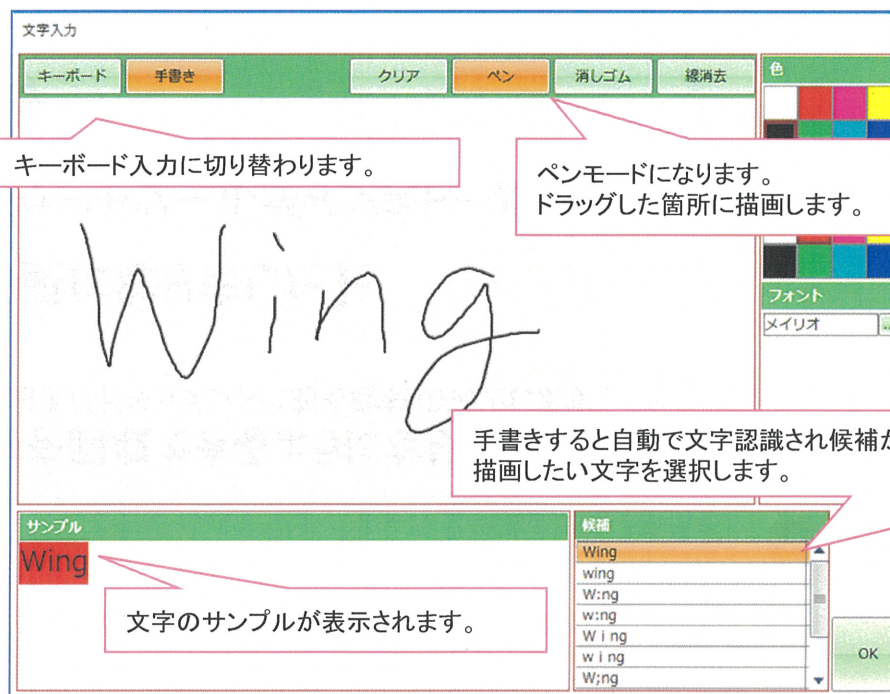 文字入力
キーボード 手書き クリア ペン 消しゴム 線消去 色
キーボード入力に切り替わります。
ペンモードになります。
ドラッグした箇所に描画します。
Wing
フォント
メイリオ
手書きすると自動で文字認識され候補が
描画したい文字を選択します。
サンプル
Wing
文字のサンプルが表示されます。
候補
Wing
wing
W:ng
w:ng
W i ng
w i ng
W;ng
OK